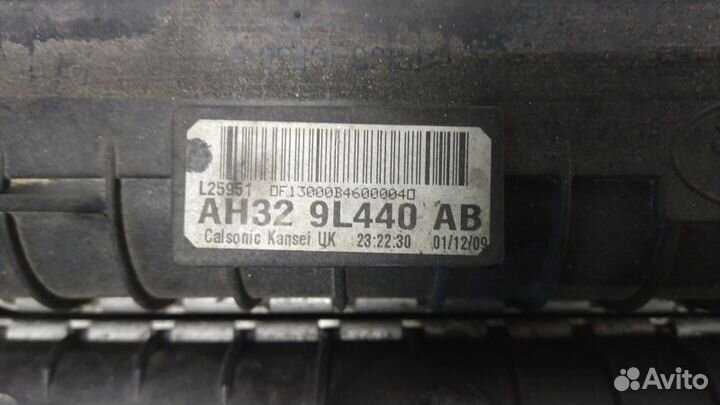 L25951 DF13000B46000040
AH32 9L440 AB
Calsonic Kansei UK 23:22:30 01/12/09
Avito